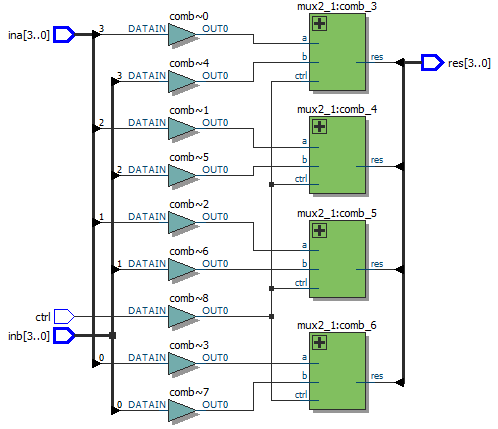 comb~0
mux2_1:comb_3
ina[3..0]
3
DATAIN
OUT0
a
comb~4
b
res
res[3..0]
3
DATAIN
OUT0
ctrl
comb~1
mux2_1:comb_4
2
DATAIN
OUT0
a
comb~5
b
res
2
DATAIN
OUT0
ctrl
comb~2
mux2_1:comb_5
1
DATAIN
OUT0
a
comb~6
b
res
1
DATAIN
OUT0
ctrl
comb~8
ctrl
DATAIN
OUT0
mux2_1:comb_6
inb[3..0]
comb~3
0
DATAIN
OUT0
a
comb~7
b
res
0
DATAIN
OUT0
ctrl